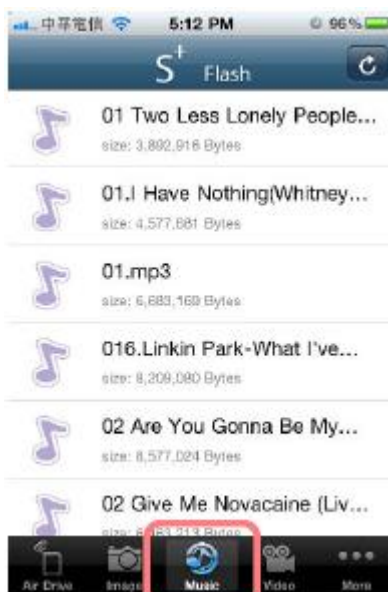 中華電信 5:12 PM 96%
S+ Flash
01 Two Less Lonely People...
size: 3,892,916 Bytes
01.I Have Nothing(Whitney...
size: 4,577,681 Bytes
01.mp3
size: 6,683,169 Bytes
016.Linkin Park-What I've...
size: 8,209,080 Bytes
02 Are You Gonna Be My...
size: 8,577,024 Bytes
02 Give Me Novacaine (Liv...
size: Bytes
Air Drive Image Music Video More